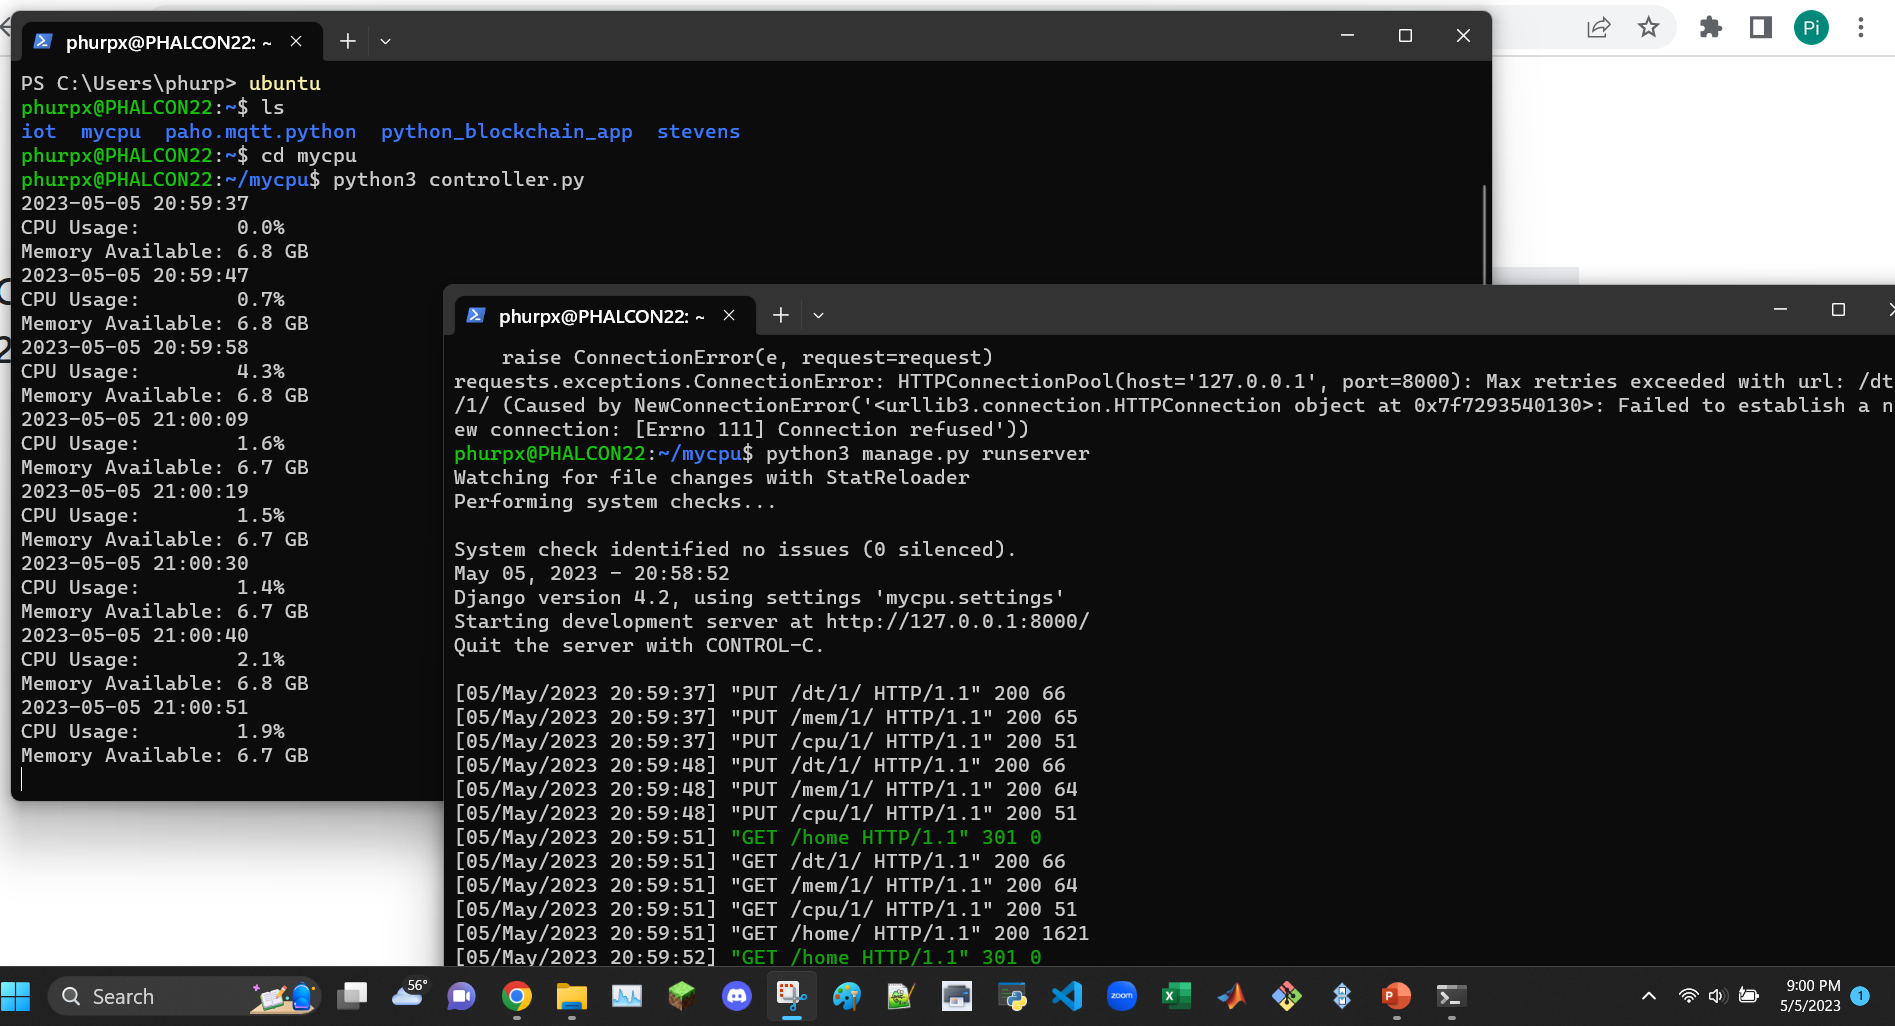 phurpx@PHALCON22: ~
Pi
PS C:\Users\phurp> ubuntu
phurpx@PHALCON22:~$ ls
iot  mycpu  paho.mqtt.python  python_blockchain_app  stevens
phurpx@PHALCON22:~$ cd mycpu
phurpx@PHALCON22:~/mycpu$ python3 controller.py
2023-05-05 20:59:37
CPU Usage:        0.0%
Memory Available: 6.8 GB
2023-05-05 20:59:47
CPU Usage:        0.7%
Memory Available: 6.8 GB
2023-05-05 20:59:58
CPU Usage:        4.3%
Memory Available: 6.8 GB
2023-05-05 21:00:09
CPU Usage:        1.6%
Memory Available: 6.7 GB
2023-05-05 21:00:19
CPU Usage:        1.5%
Memory Available: 6.7 GB
2023-05-05 21:00:30
CPU Usage:        1.4%
Memory Available: 6.7 GB
2023-05-05 21:00:40
CPU Usage:        2.1%
Memory Available: 6.8 GB
2023-05-05 21:00:51
CPU Usage:        1.9%
Memory Available: 6.7 GB
phurpx@PHALCON22: ~
    raise ConnectionError(e, request=request)
requests.exceptions.ConnectionError: HTTPConnectionPool(host='127.0.0.1', port=8000): Max retries exceeded with url: /dt
/1/ (Caused by NewConnectionError('<urllib3.connection.HTTPConnection object at 0x7f7293540130>: Failed to establish a n
ew connection: [Errno 111] Connection refused'))
phurpx@PHALCON22:~/mycpu$ python3 manage.py runserver
Watching for file changes with StatReloader
Performing system checks...
System check identified no issues (0 silenced).
May 05, 2023 - 20:58:52
Django version 4.2, using settings 'mycpu.settings'
Starting development server at http://127.0.0.1:8000/
Quit the server with CONTROL-C.
[05/May/2023 20:59:37] "PUT /dt/1/ HTTP/1.1" 200 66
[05/May/2023 20:59:37] "PUT /mem/1/ HTTP/1.1" 200 65
[05/May/2023 20:59:37] "PUT /cpu/1/ HTTP/1.1" 200 51
[05/May/2023 20:59:48] "PUT /dt/1/ HTTP/1.1" 200 66
[05/May/2023 20:59:48] "PUT /mem/1/ HTTP/1.1" 200 64
[05/May/2023 20:59:48] "PUT /cpu/1/ HTTP/1.1" 200 51
[05/May/2023 20:59:51] "GET /home HTTP/1.1" 301 0
[05/May/2023 20:59:51] "GET /dt/1/ HTTP/1.1" 200 66
[05/May/2023 20:59:51] "GET /mem/1/ HTTP/1.1" 200 64
[05/May/2023 20:59:51] "GET /cpu/1/ HTTP/1.1" 200 51
[05/May/2023 20:59:51] "GET /home/ HTTP/1.1" 200 1621
[05/May/2023 20:59:52] "GET /home HTTP/1.1" 301 0
Search
56°
zoom
9:00 PM
5/5/2023
1